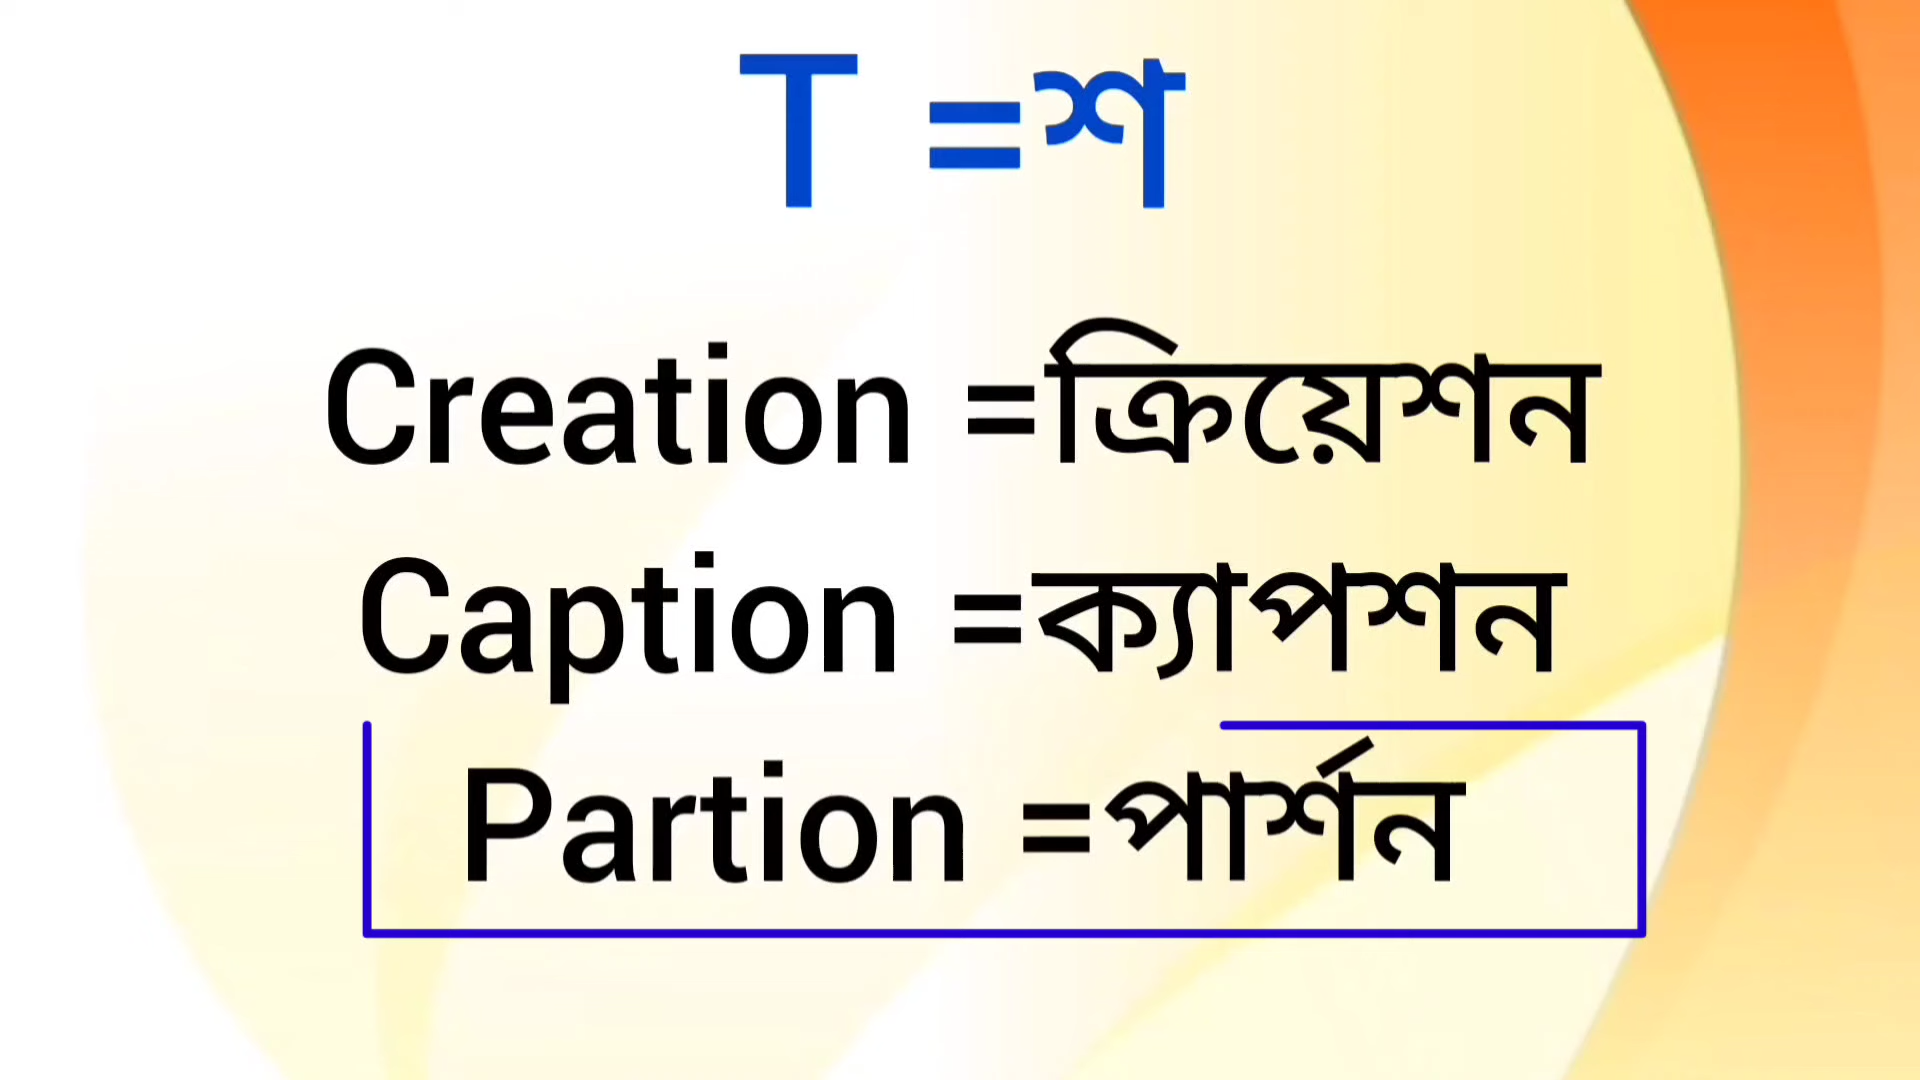 T =শ
Creation =ক্রিয়েশন
Caption =ক্যাপশন
Partion =পার্শন